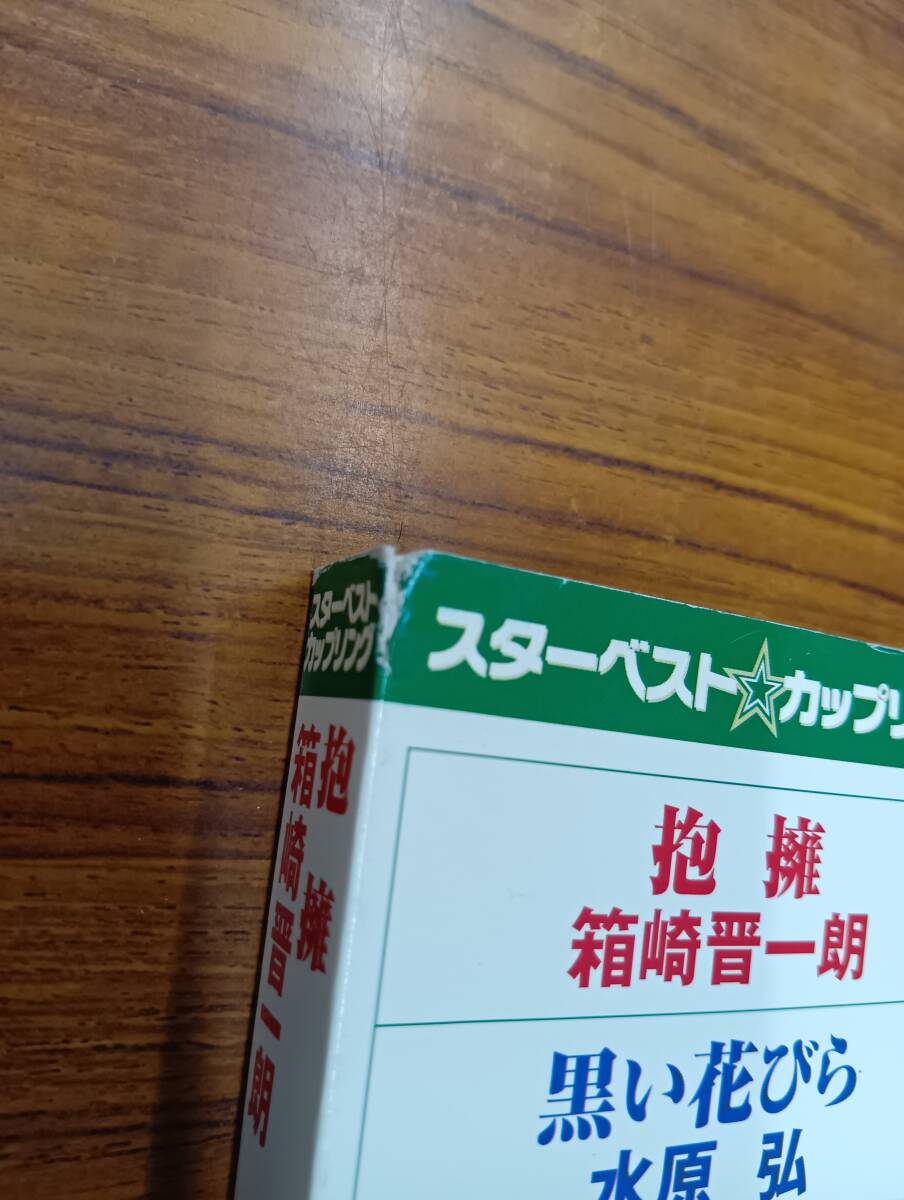 スターベスト
カップリング
抱擁
箱崎晋一朗
スターベスト☆カップリ
抱擁
箱崎晋一朗
黒い花びら
水原 弘